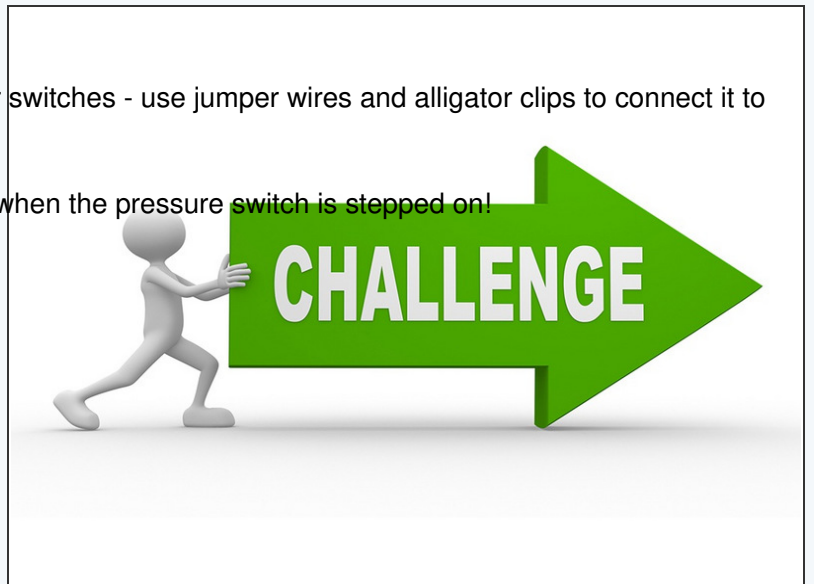 switches - use jumper wires and alligator clips to connect it to
when the pressure switch is stepped on!
CHALLENGE